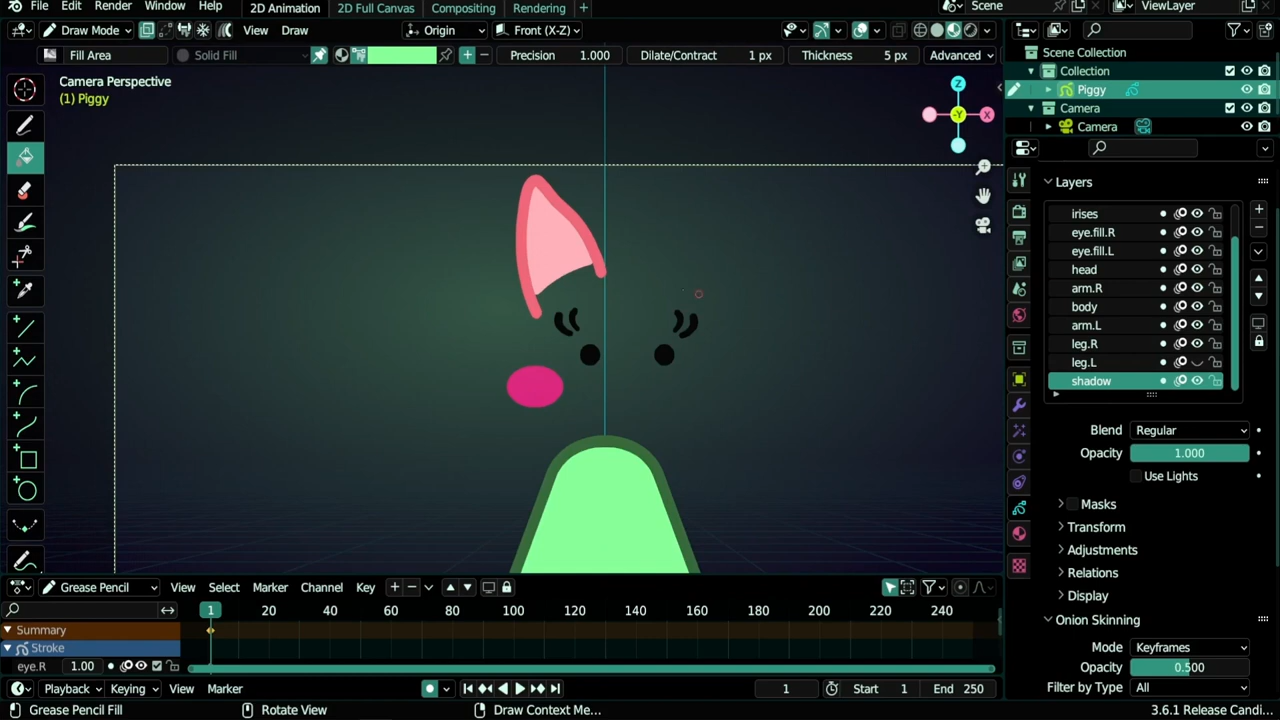 File Edit Render Window Help 2D Animation 2D Full Canvas Compositing Rendering + Scene ViewLayer
Draw Mode View Draw Origin Front (X-Z)
Fill Area Solid Fill Precision 1.000 Dilate/Contract 1 px Thickness 5 px Advanced
Camera Perspective
(1) Piggy
Z
-Y
X
Scene Collection
Collection
Piggy
Camera
Camera
Layers
irises
eye.fill.R
eye.fill.L
head
arm.R
body
arm.L
leg.R
leg.L
shadow
Blend Regular
Opacity 1.000
Use Lights
Masks
Transform
Adjustments
Relations
Display
Onion Skinning
Mode Keyframes
Opacity 0.500
Filter by Type All
Grease Pencil View Select Marker Channel Key
1 20 40 60 80 100 120 140 160 180 200 220 240
Summary
Stroke
eye.R 1.00
Playback Keying View Marker 1 Start 1 End 250
Grease Pencil Fill Rotate View Draw Context Me... 3.6.1 Release Candi...